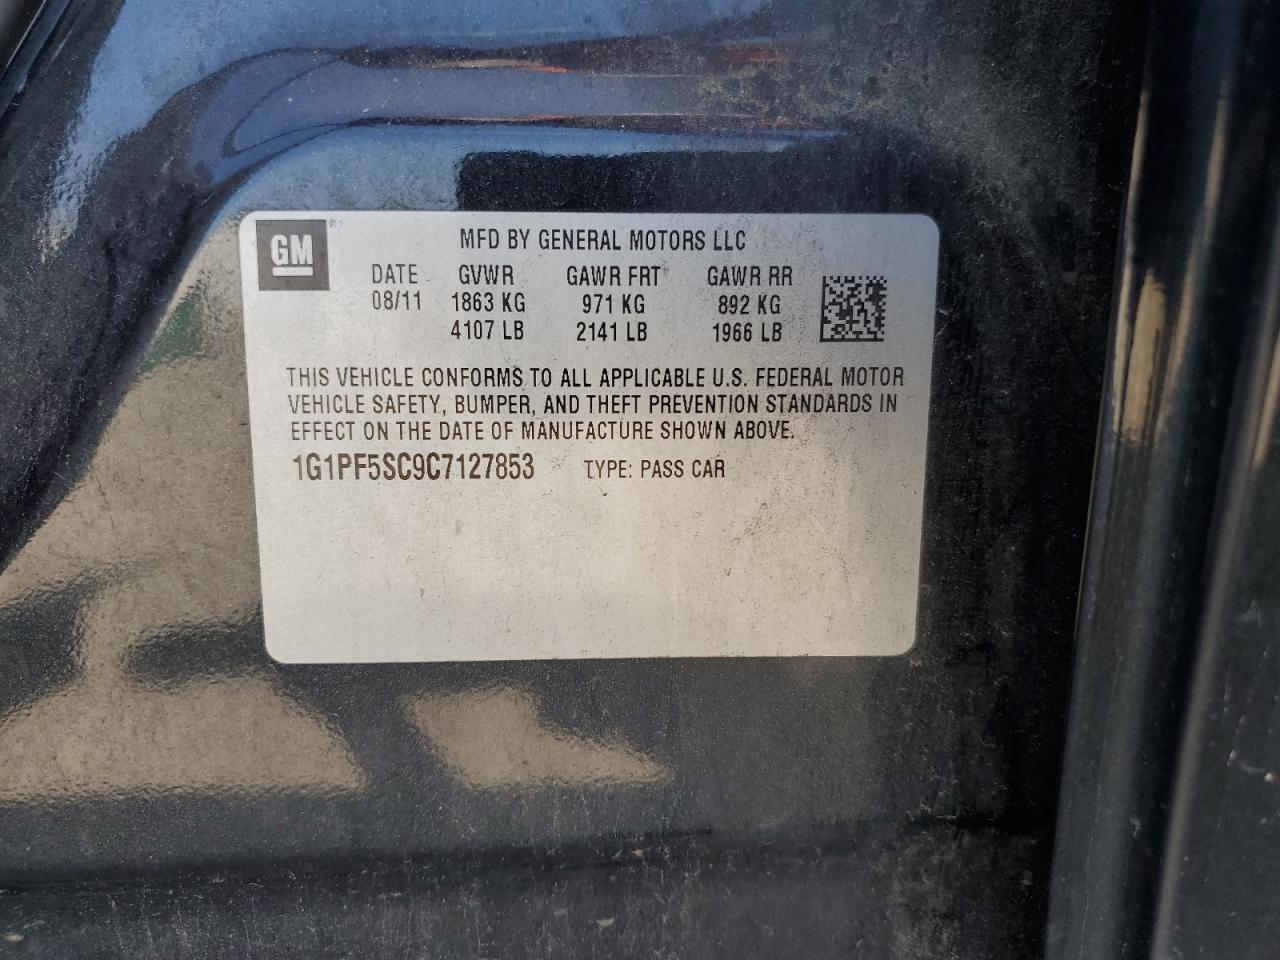 GM
MFD BY GENERAL MOTORS LLC
DATE GVWR GAWR FRT GAWR RR
08/11 1863 KG 971 KG 892 KG
4107 LB 2141 LB 1966 LB
THIS VEHICLE CONFORMS TO ALL APPLICABLE U.S. FEDERAL MOTOR
VEHICLE SAFETY, BUMPER, AND THEFT PREVENTION STANDARDS IN
EFFECT ON THE DATE OF MANUFACTURE SHOWN ABOVE.
1G1PF5SC9C7127853 TYPE: PASS CAR